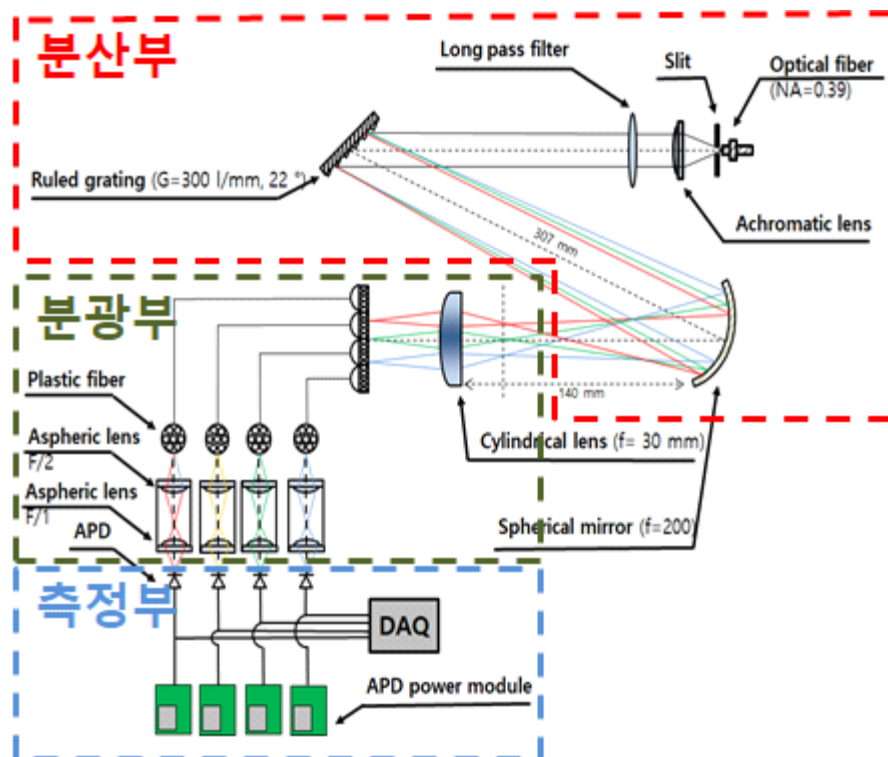 분산부
Long pass filter
Slit
Optical fiber
(NA=0.39)
Ruled grating (G=300 l/mm, 22 °)
Achromatic lens
307 mm
분광부
Plastic fiber
140 mm
Aspheric lens
F/2
Cylindrical lens (f= 30 mm)
Aspheric lens
F/1
Spherical mirror (f=200)
APD
측정부
DAQ
APD power module